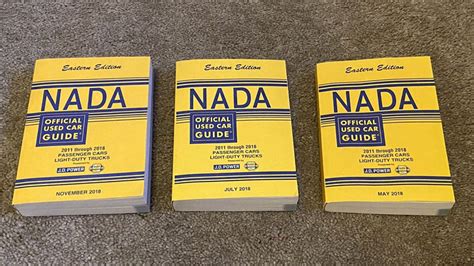 Eastern Edition
NADA
OFFICIAL
USED CAR
GUIDE
2011 through 2018
PASSENGER CARS
LIGHT-DUTY TRUCKS
J.D. POWER
NOVEMBER 2018
Eastern Edition
NADA
OFFICIAL
USED CAR
GUIDE
2011 through 2018
PASSENGER CARS
LIGHT-DUTY TRUCKS
J.D. POWER
JULY 2018
Eastern Edition
NADA
OFFICIAL
USED CAR
GUIDE
2011 through 2018
PASSENGER CARS
LIGHT-DUTY TRUCKS
J.D. POWER
MAY 2018